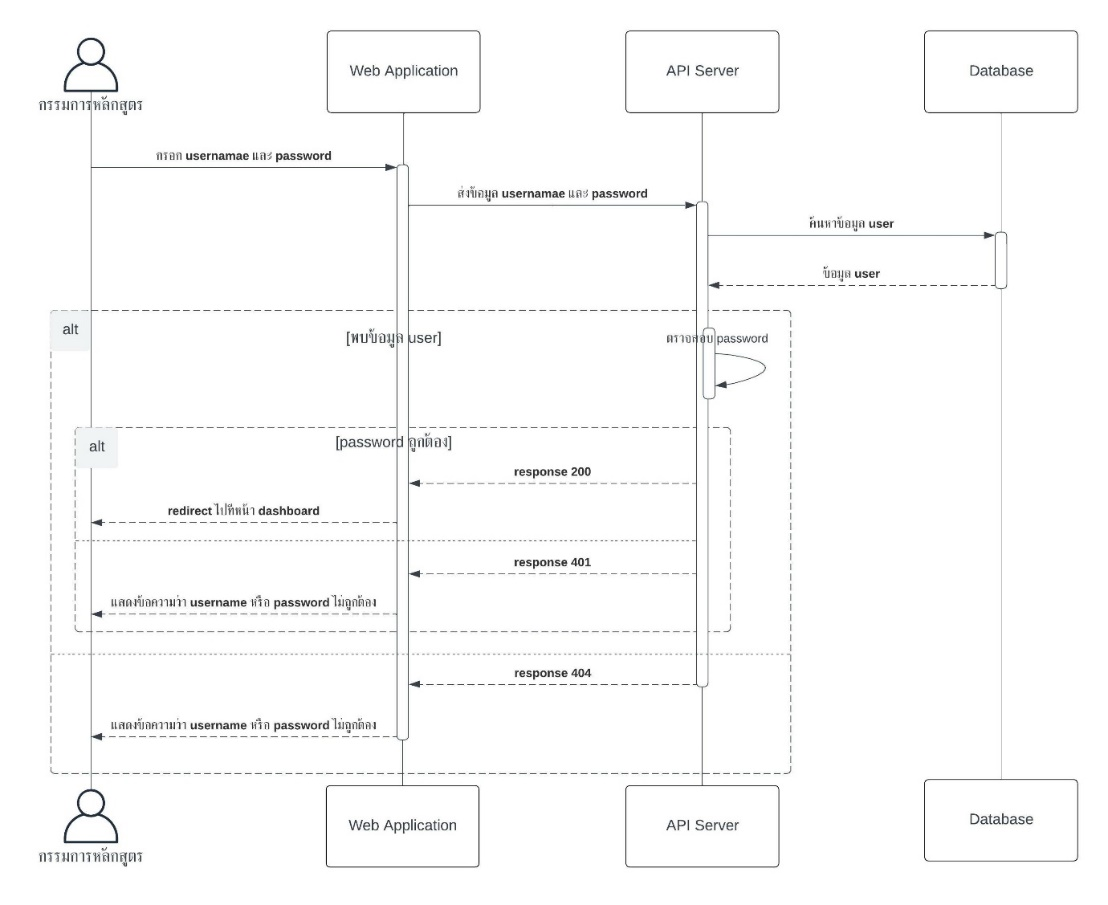 Web Application
API Server
Database
กรรมการหลักสูตร
กรอก usernamae และ password
ส่งข้อมูล usernamae และ password
ค้นหาข้อมูล user
ข้อมูล user
alt
[พบข้อมูล user]
ตรวจสอบ password
alt
[password ถูกต้อง]
response 200
redirect ไปที่หน้า dashboard
response 401
แสดงข้อความว่า username หรือ password ไม่ถูกต้อง
response 404
แสดงข้อความว่า username หรือ password ไม่ถูกต้อง
Web Application
API Server
Database
กรรมการหลักสูตร